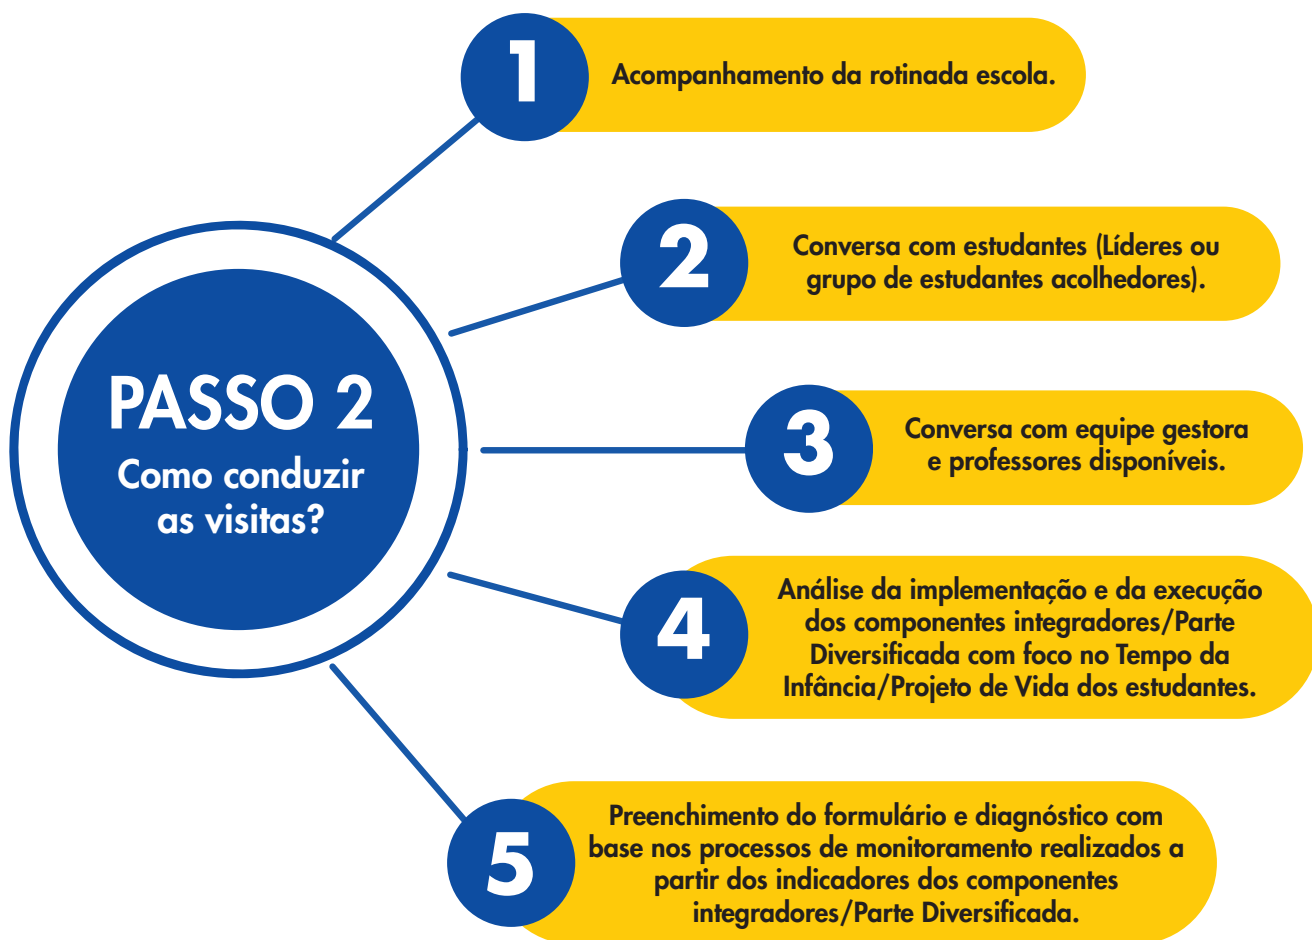 1
Acompanhamento da rotinada escola.
2
Conversa com estudantes (Líderes ou
grupo de estudantes acolhedores).
PASSO 2
Como conduzir
as visitas?
3
Conversa com equipe gestora
e professores disponíveis.
4
Análise da implementação e da execução
dos componentes integradores/Parte
Diversificada com foco no Tempo da
Infância/Projeto de Vida dos estudantes.
5
Preenchimento do formulário e diagnóstico com
base nos processos de monitoramento realizados a
partir dos indicadores dos componentes
integradores/Parte Diversificada.